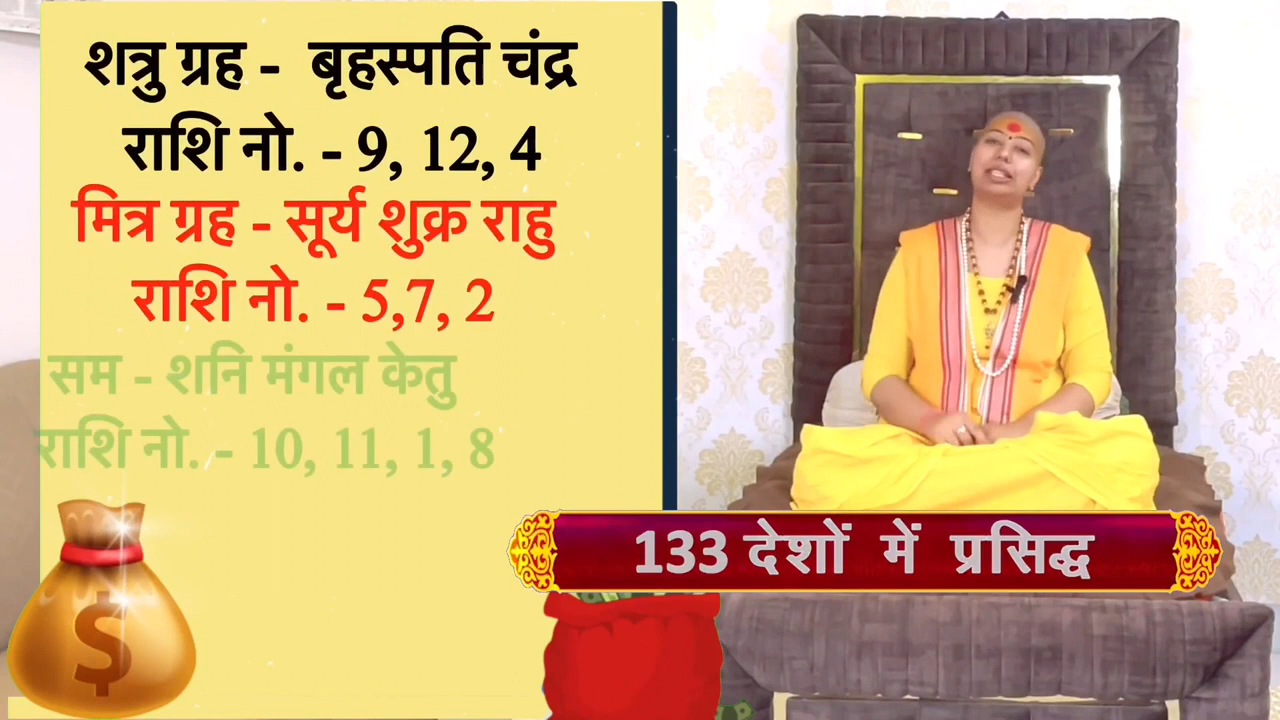 शत्रु ग्रह - बृहस्पति चंद्र
राशि नो. - 9, 12, 4
मित्र ग्रह - सूर्य शुक्र राहु
राशि नो. - 5,7, 2
सम - शनि मंगल केतु
राशि नो. - 10, 11, 1, 8
$
133 देशों में प्रसिद्ध